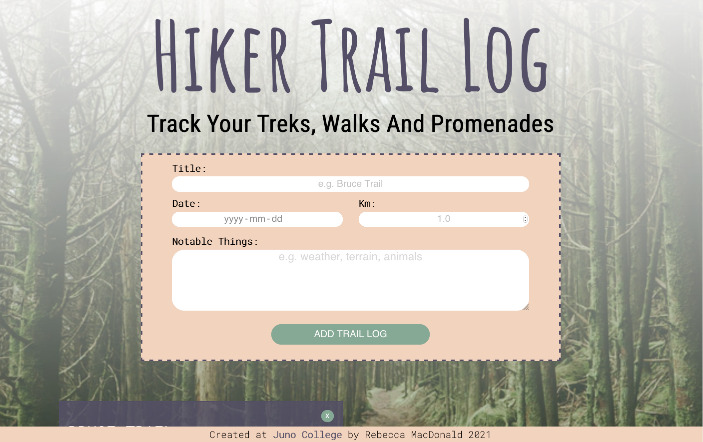 Hiker Trail Log
Track Your Treks, Walks And Promenades
Title:
e.g. Bruce Trail
Date: Km:
yyyy-mm-dd 1.0
Notable Things:
e.g. weather, terrain, animals
ADD TRAIL LOG
X
Created at Juno College by Rebecca MacDonald 2021